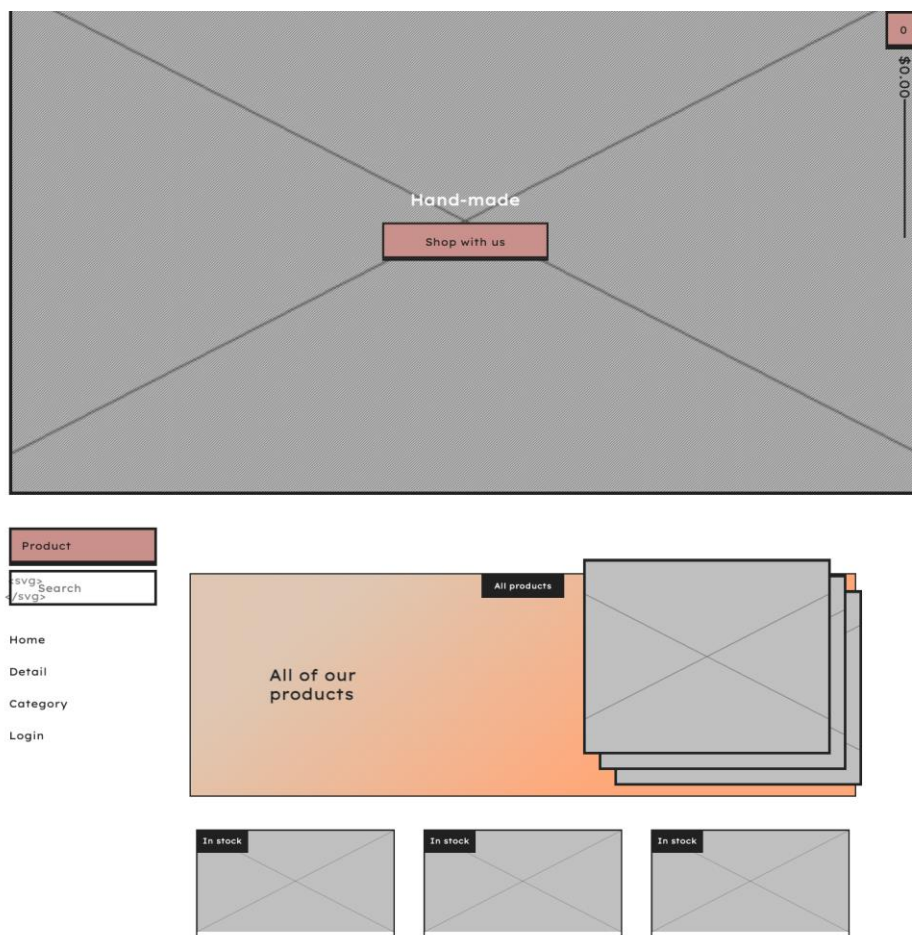 0
$0.00
Hand-made
Shop with us
Product
<svg>
Search
</svg>
Home
Detail
Category
Login
All products
All of our
products
In stock
In stock
In stock